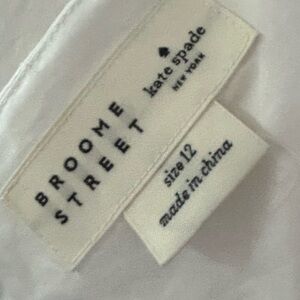 BROOME
STREET
kate spade
NEW YORK
size 12
made in china